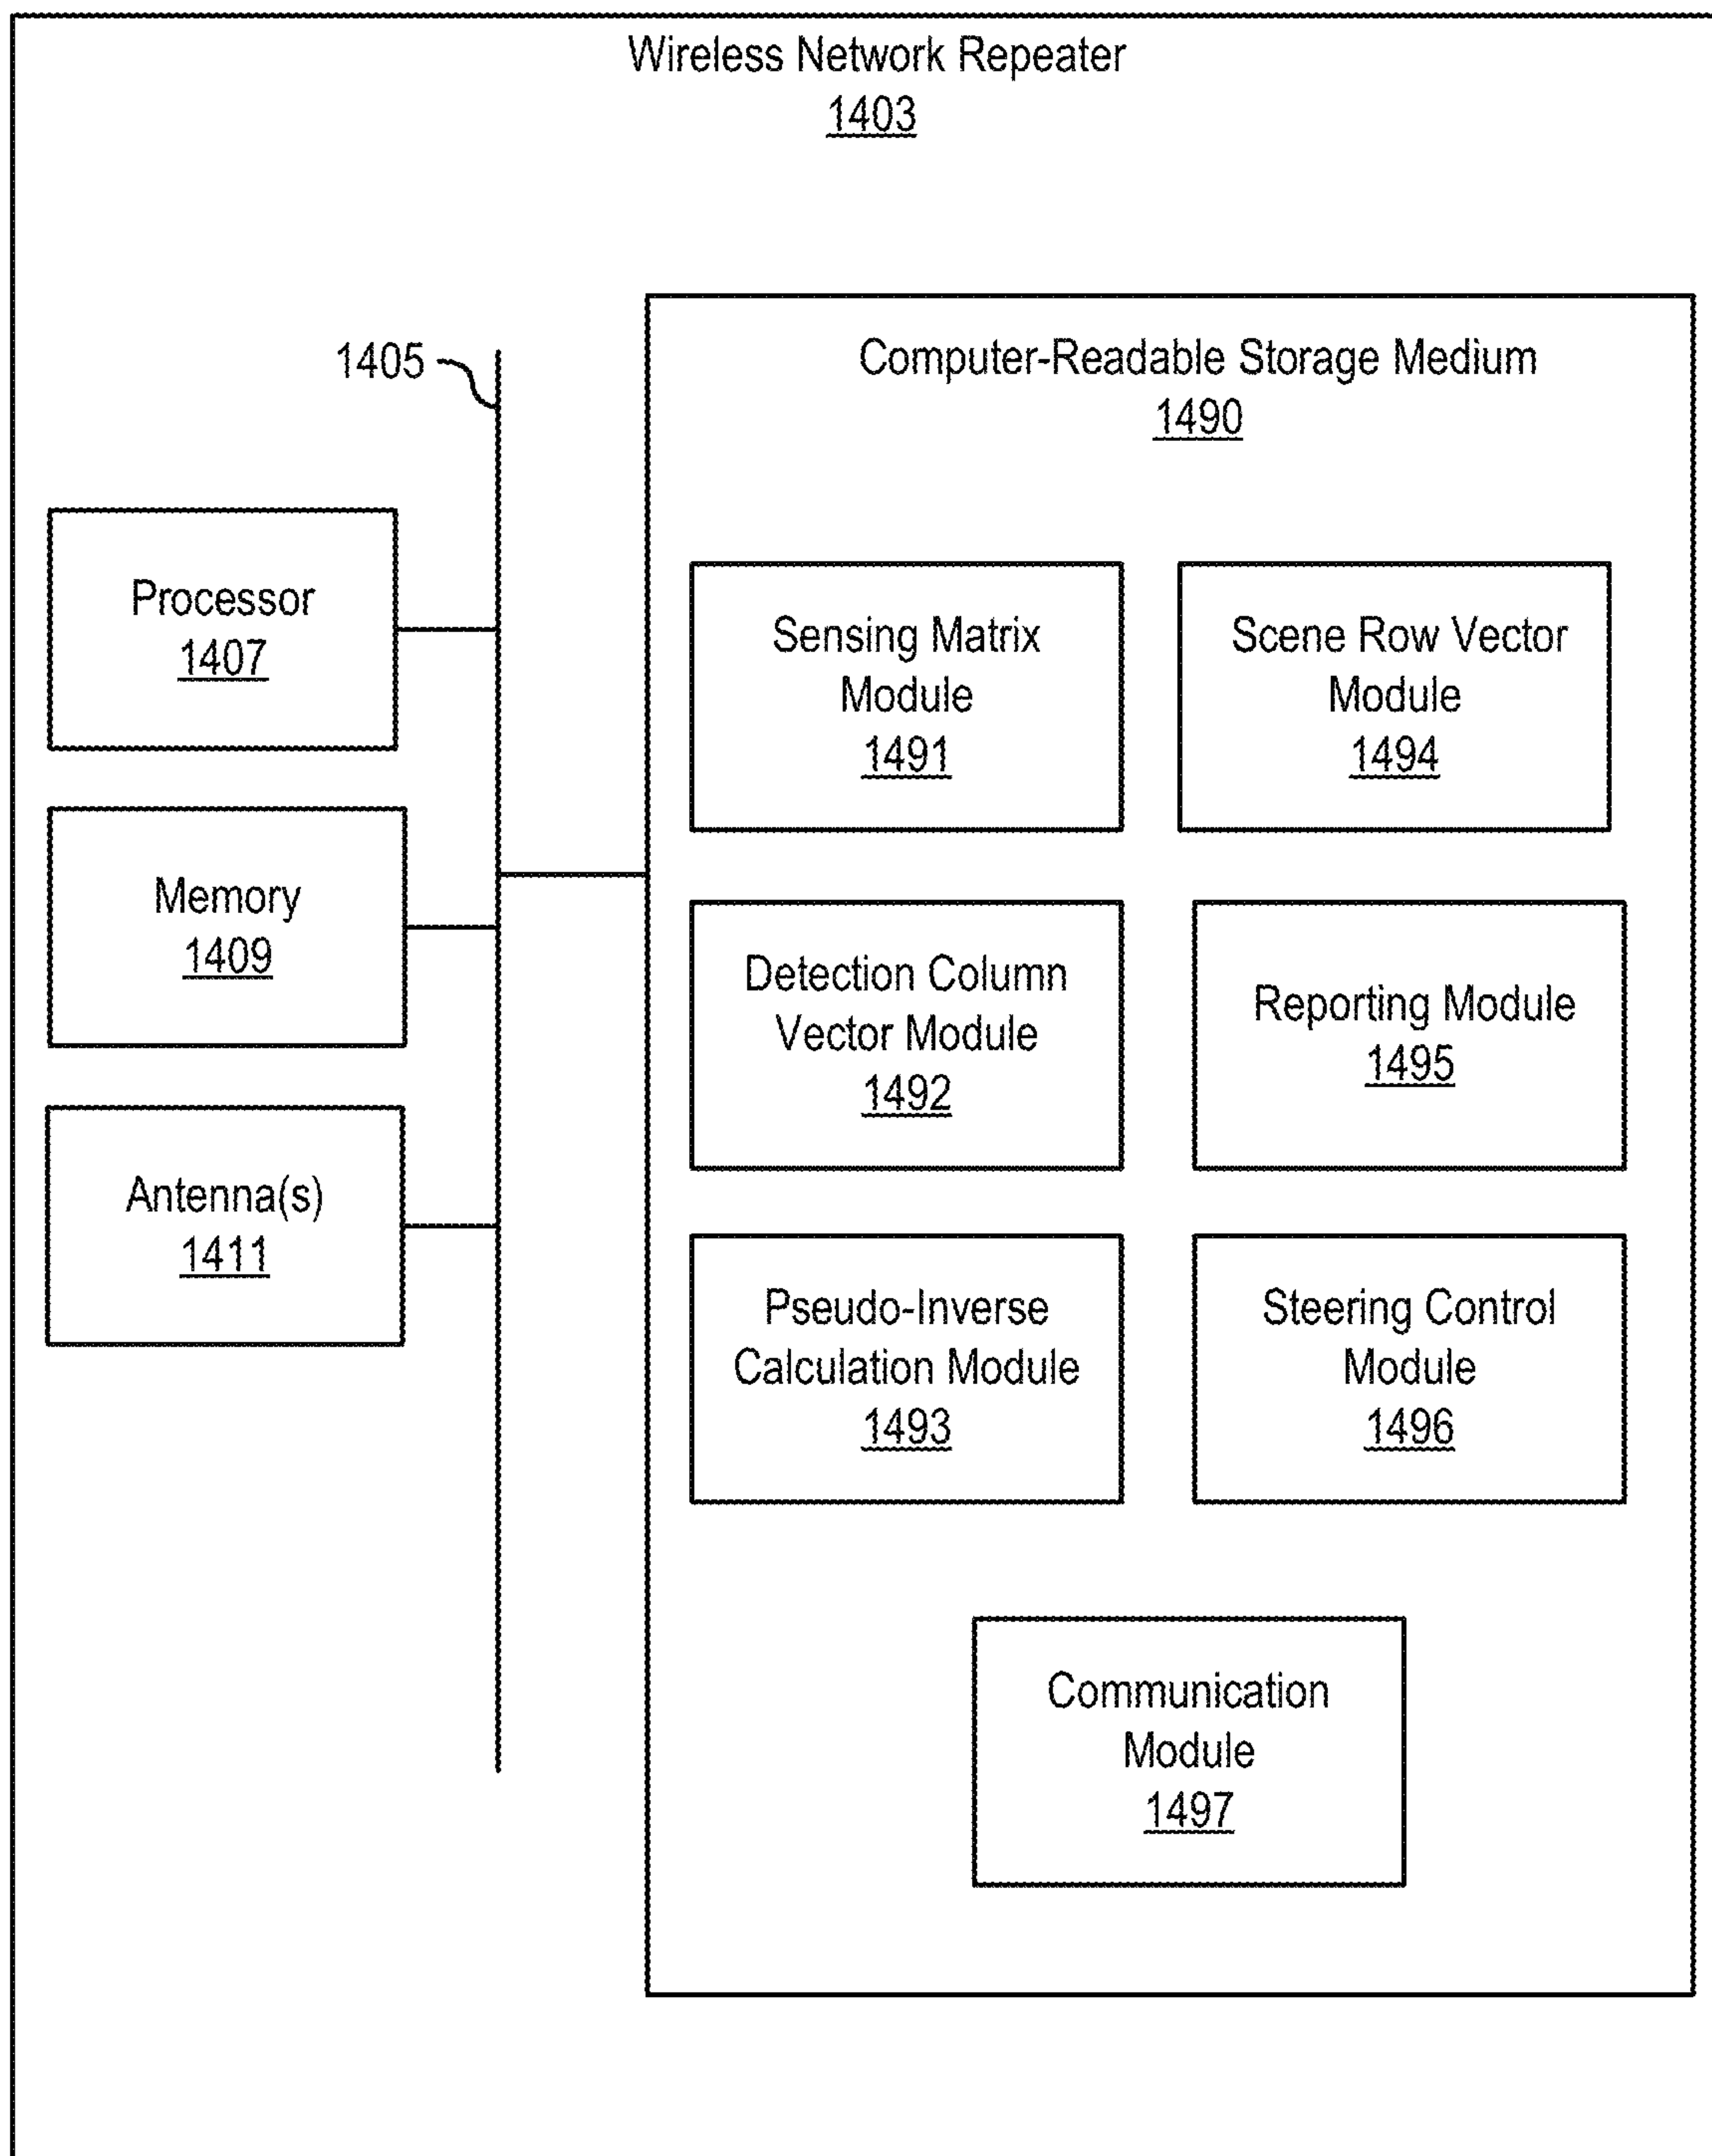 Wireless Network Repeater
1403
1405
Processor
1407
Memory
1409
Antenna(s)
1411
Computer-Readable Storage Medium
1490
Sensing Matrix
Module
1491
Scene Row Vector
Module
1494
Detection Column
Vector Module
1492
Reporting Module
1495
Pseudo-Inverse
Calculation Module
1493
Steering Control
Module
1496
Communication
Module
1497